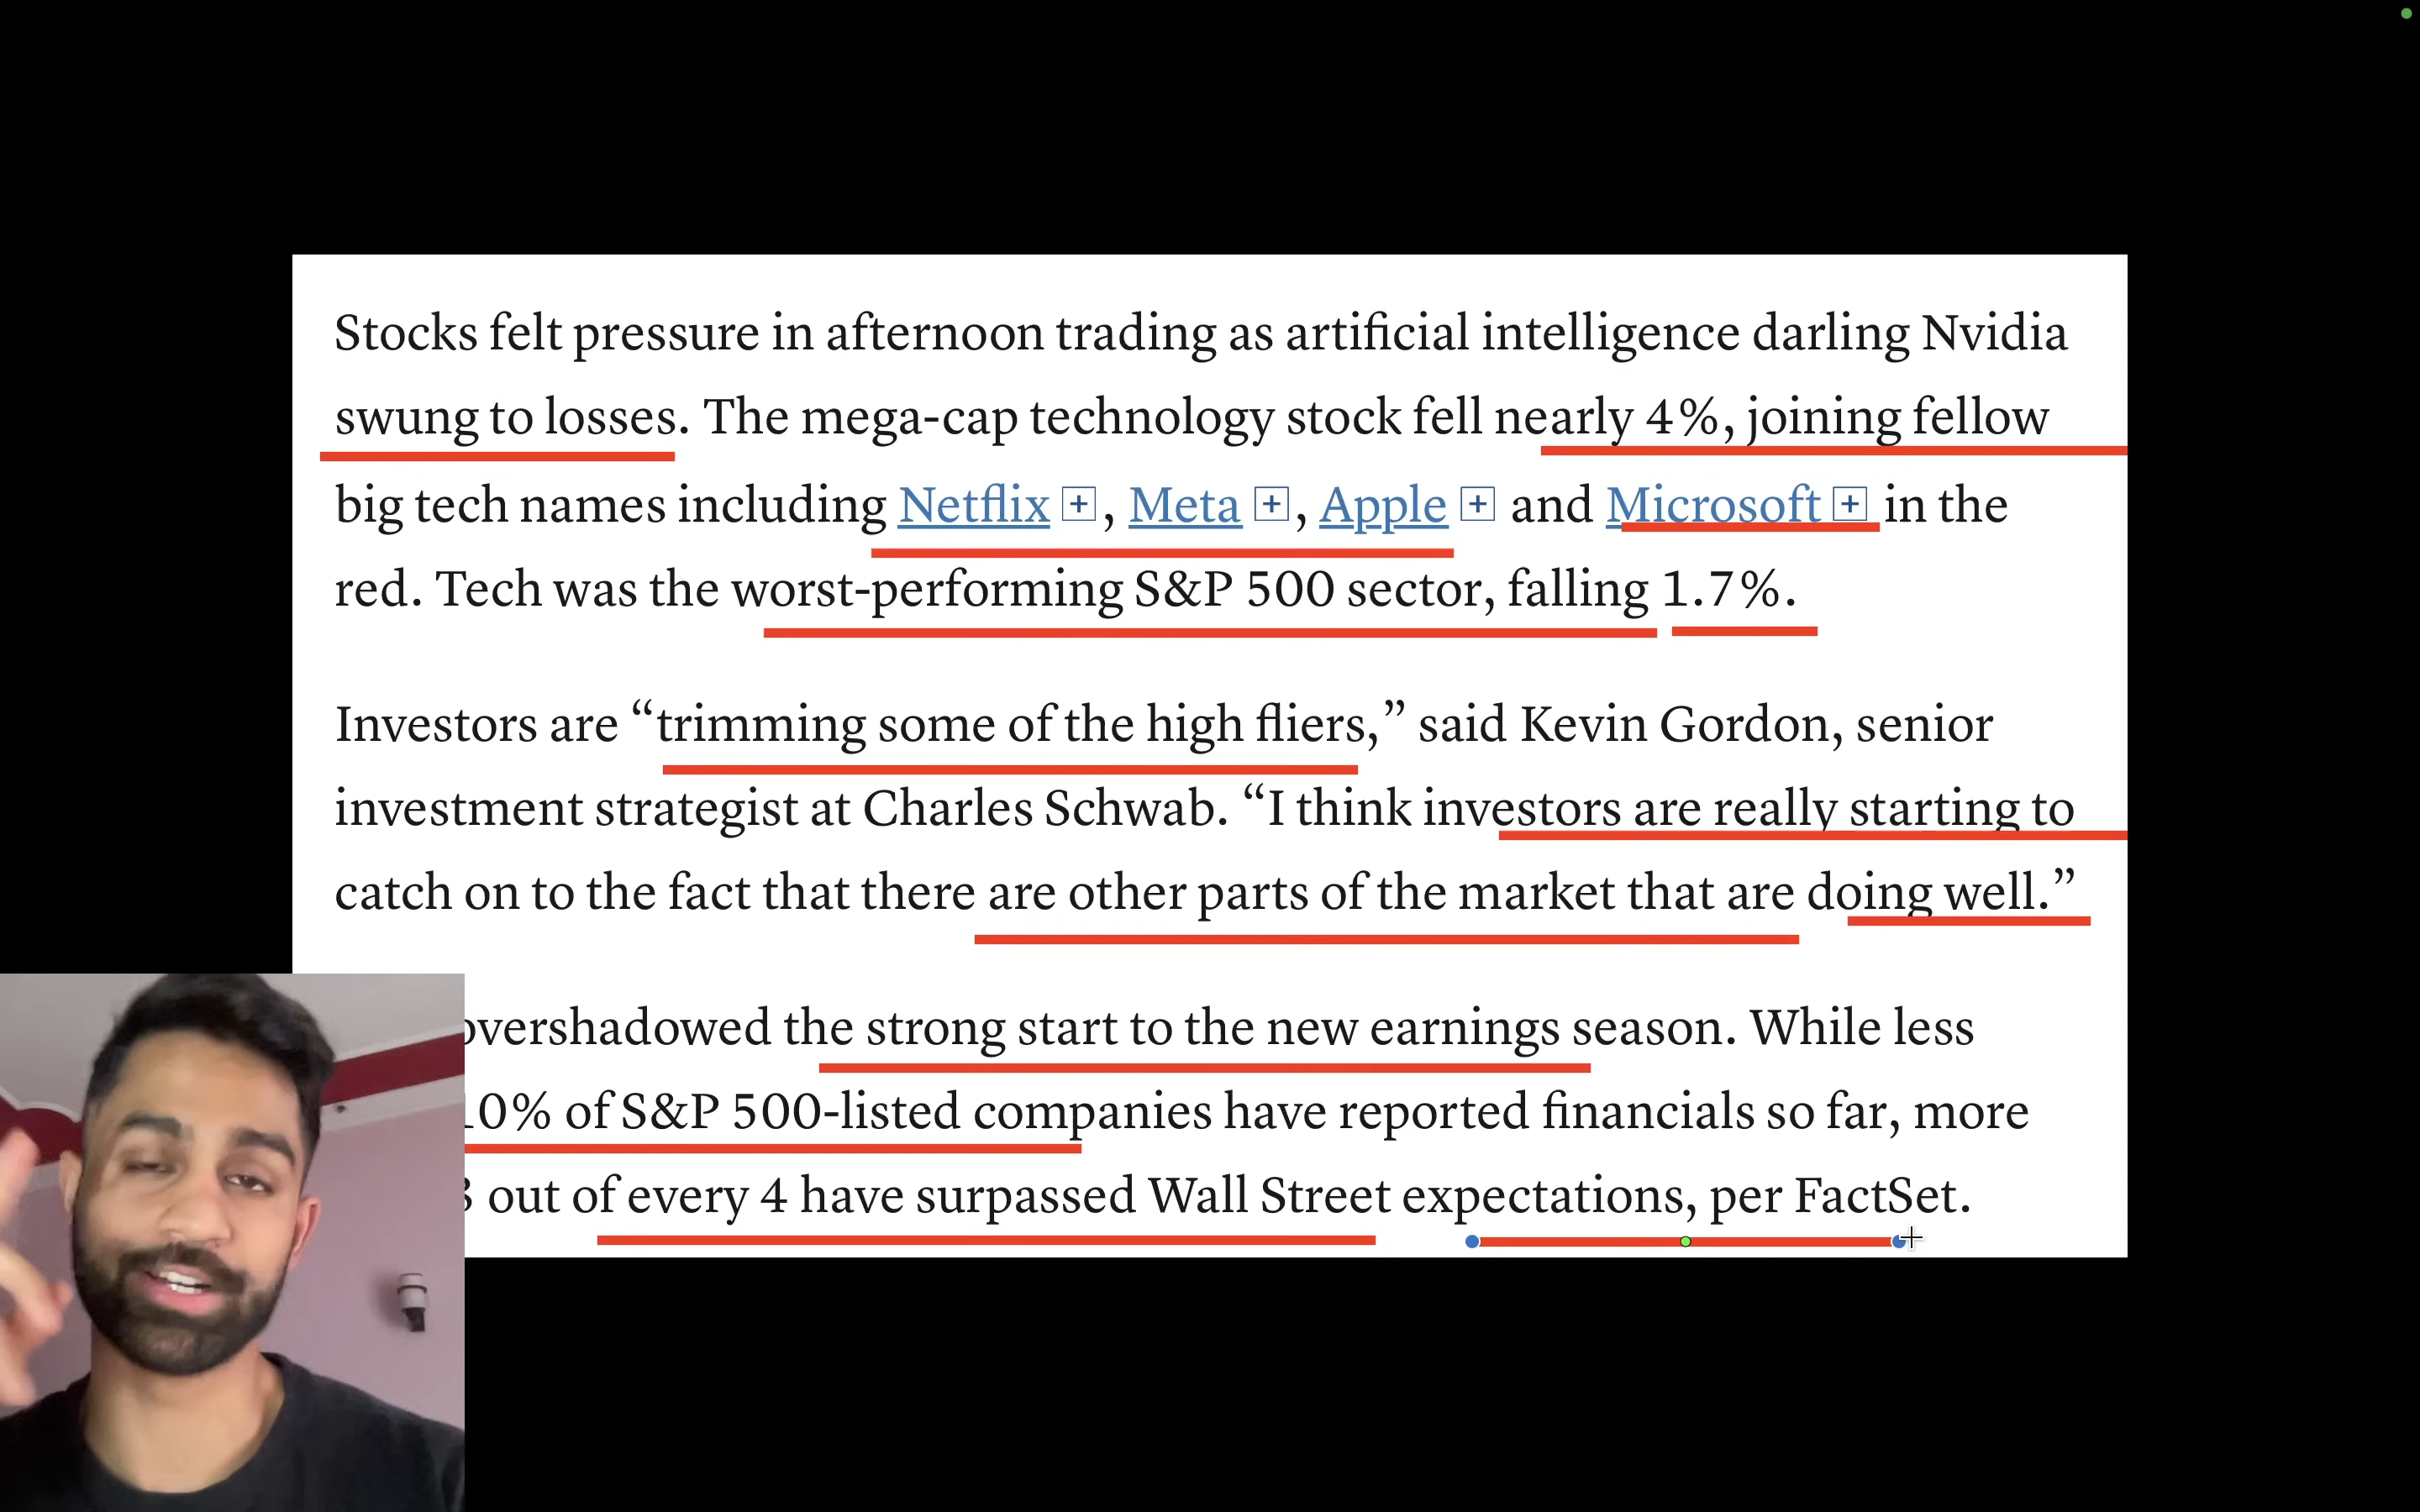 Stocks felt pressure in afternoon trading as artificial intelligence darling Nvidia
swung to losses. The mega-cap technology stock fell nearly 4%, joining fellow
big tech names including Netflix +, Meta +, Apple + and Microsoft + in the
red. Tech was the worst-performing S&P 500 sector, falling 1.7%.
Investors are “trimming some of the high fliers,” said Kevin Gordon, senior
investment strategist at Charles Schwab. “I think investors are really starting to
catch on to the fact that there are other parts of the market that are doing well.”
overshadowed the strong start to the new earnings season. While less
10% of S&P 500-listed companies have reported financials so far, more
3 out of every 4 have surpassed Wall Street expectations, per FactSet.